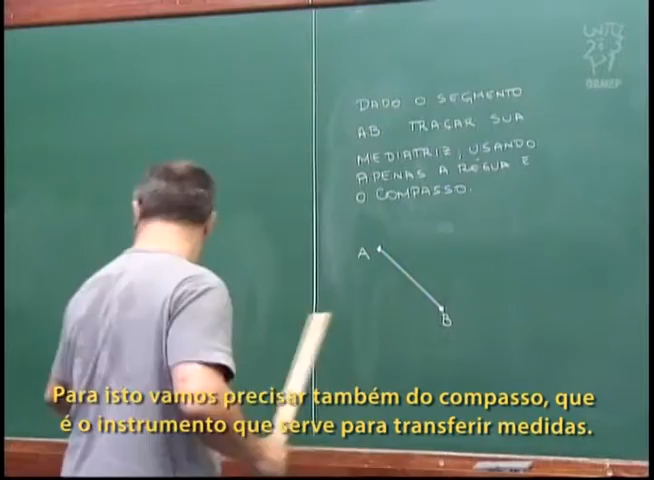 DADO O SEGMENTO
AB TRAÇAR SUA
MEDIATRIZ, USANDO
APENAS A RÉGUA E
O COMPASSO.
A
B
OBMEP
Para isto vamos precisar também do compasso, que
é o instrumento que serve para transferir medidas.